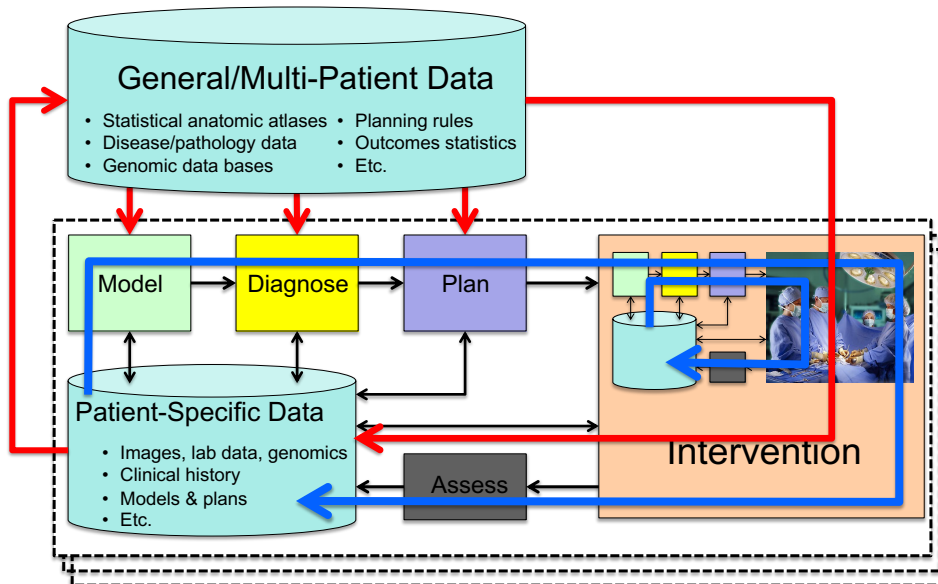 General/Multi-Patient Data
• Statistical anatomic atlases
• Disease/pathology data
• Genomic data bases
• Planning rules
• Outcomes statistics
• Etc.
Model
Diagnose
Plan
Patient-Specific Data
• Images, lab data, genomics
• Clinical history
• Models & plans
• Etc.
Assess
Intervention